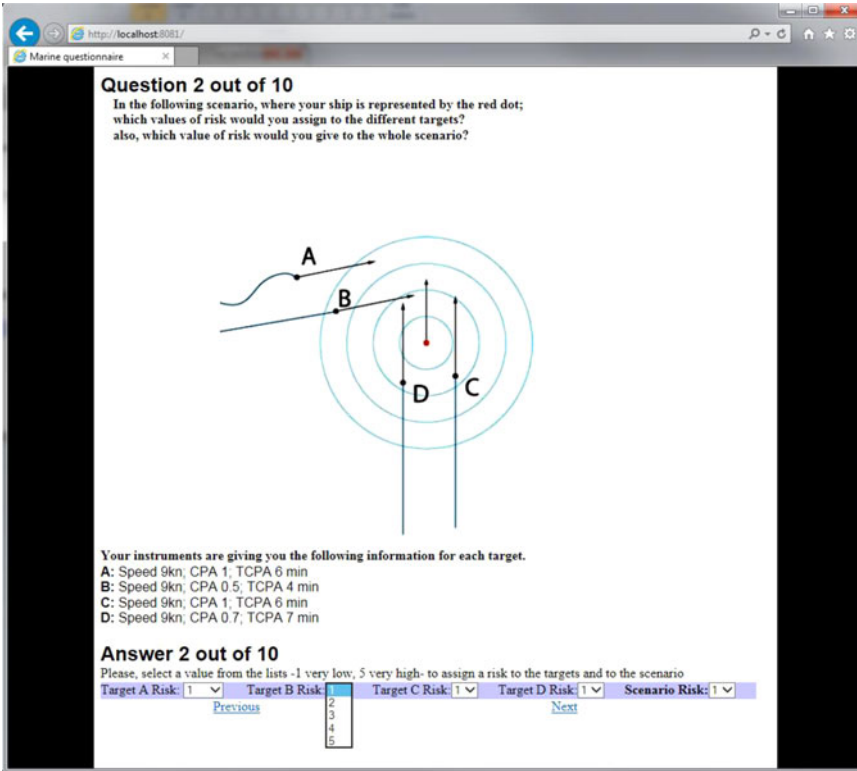 http://localhost:8081/
Marine questionnaire
Question 2 out of 10
In the following scenario, where your ship is represented by the red dot;
which values of risk would you assign to the different targets?
also, which value of risk would you give to the whole scenario?
A
B
D
C
Your instruments are giving you the following information for each target.
A: Speed 9kn; CPA 1; TCPA 6 min
B: Speed 9kn; CPA 0.5; TCPA 4 min
C: Speed 9kn; CPA 1; TCPA 6 min
D: Speed 9kn; CPA 0.7; TCPA 7 min
Answer 2 out of 10
Please, select a value from the lists -1 very low, 5 very high- to assign a risk to the targets and to the scenario
Target A Risk: 1 Target B Risk: 1 Target C Risk: 1 Target D Risk: 1 Scenario Risk: 1
2
Previous Next
3
4
5